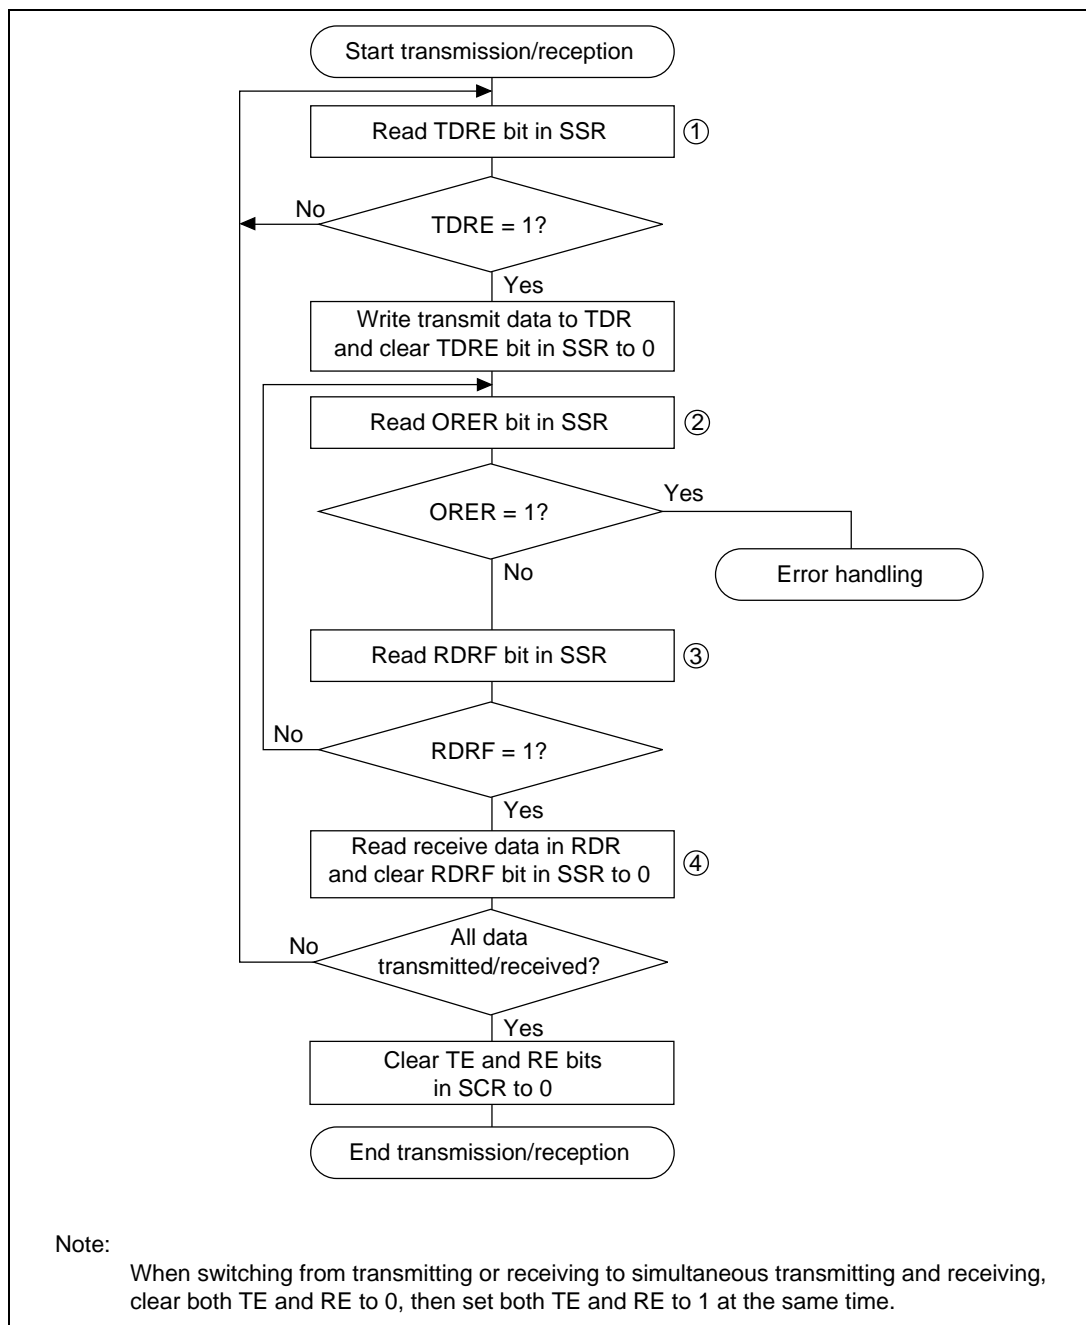 Start transmission/reception
Read TDRE bit in SSR ①
No
TDRE = 1?
Yes
Write transmit data to TDR
and clear TDRE bit in SSR to 0
Read ORER bit in SSR ②
Yes
ORER = 1?
No
Error handling
Read RDRF bit in SSR ③
No
RDRF = 1?
Yes
Read receive data in RDR
and clear RDRF bit in SSR to 0 ④
No
All data
transmitted/received?
Yes
Clear TE and RE bits
in SCR to 0
End transmission/reception
Note:
When switching from transmitting or receiving to simultaneous transmitting and receiving,
clear both TE and RE to 0, then set both TE and RE to 1 at the same time.